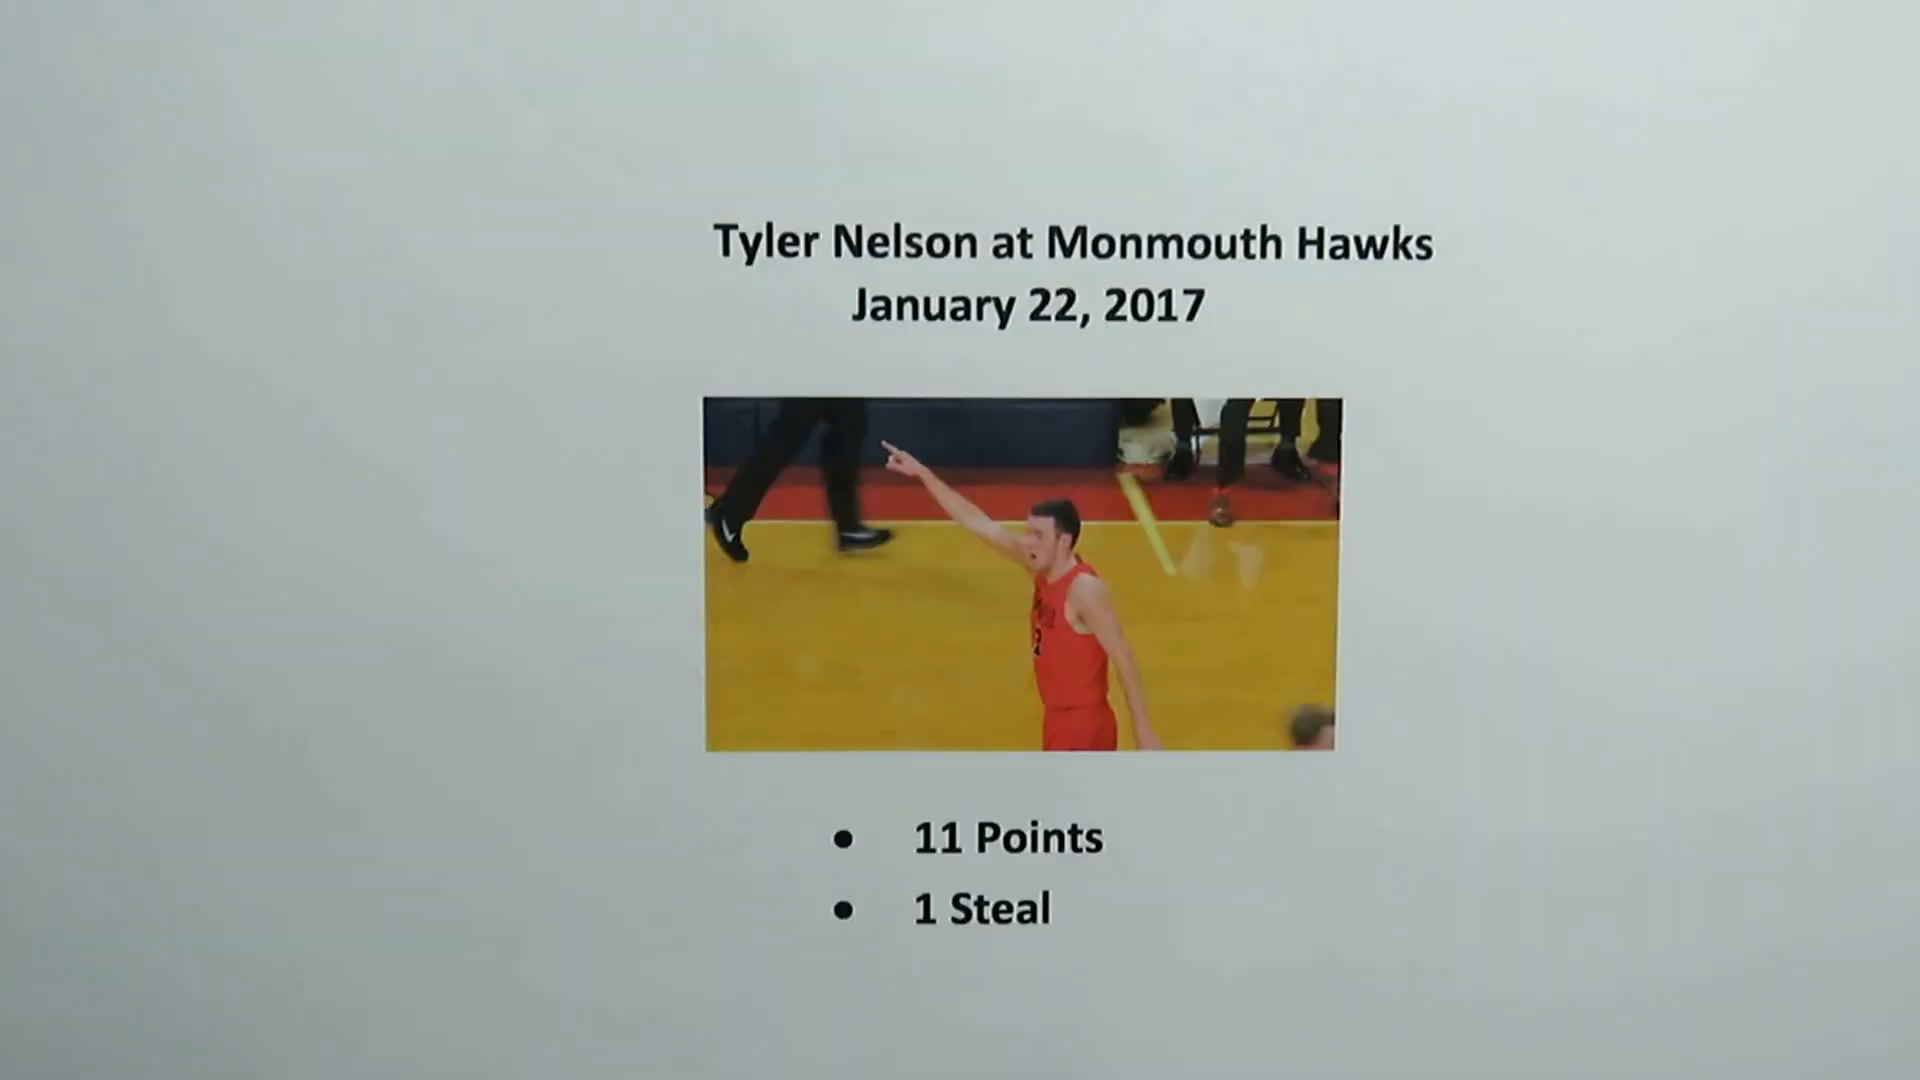 Tyler Nelson at Monmouth Hawks
January 22, 2017
• 11 Points
• 1 Steal